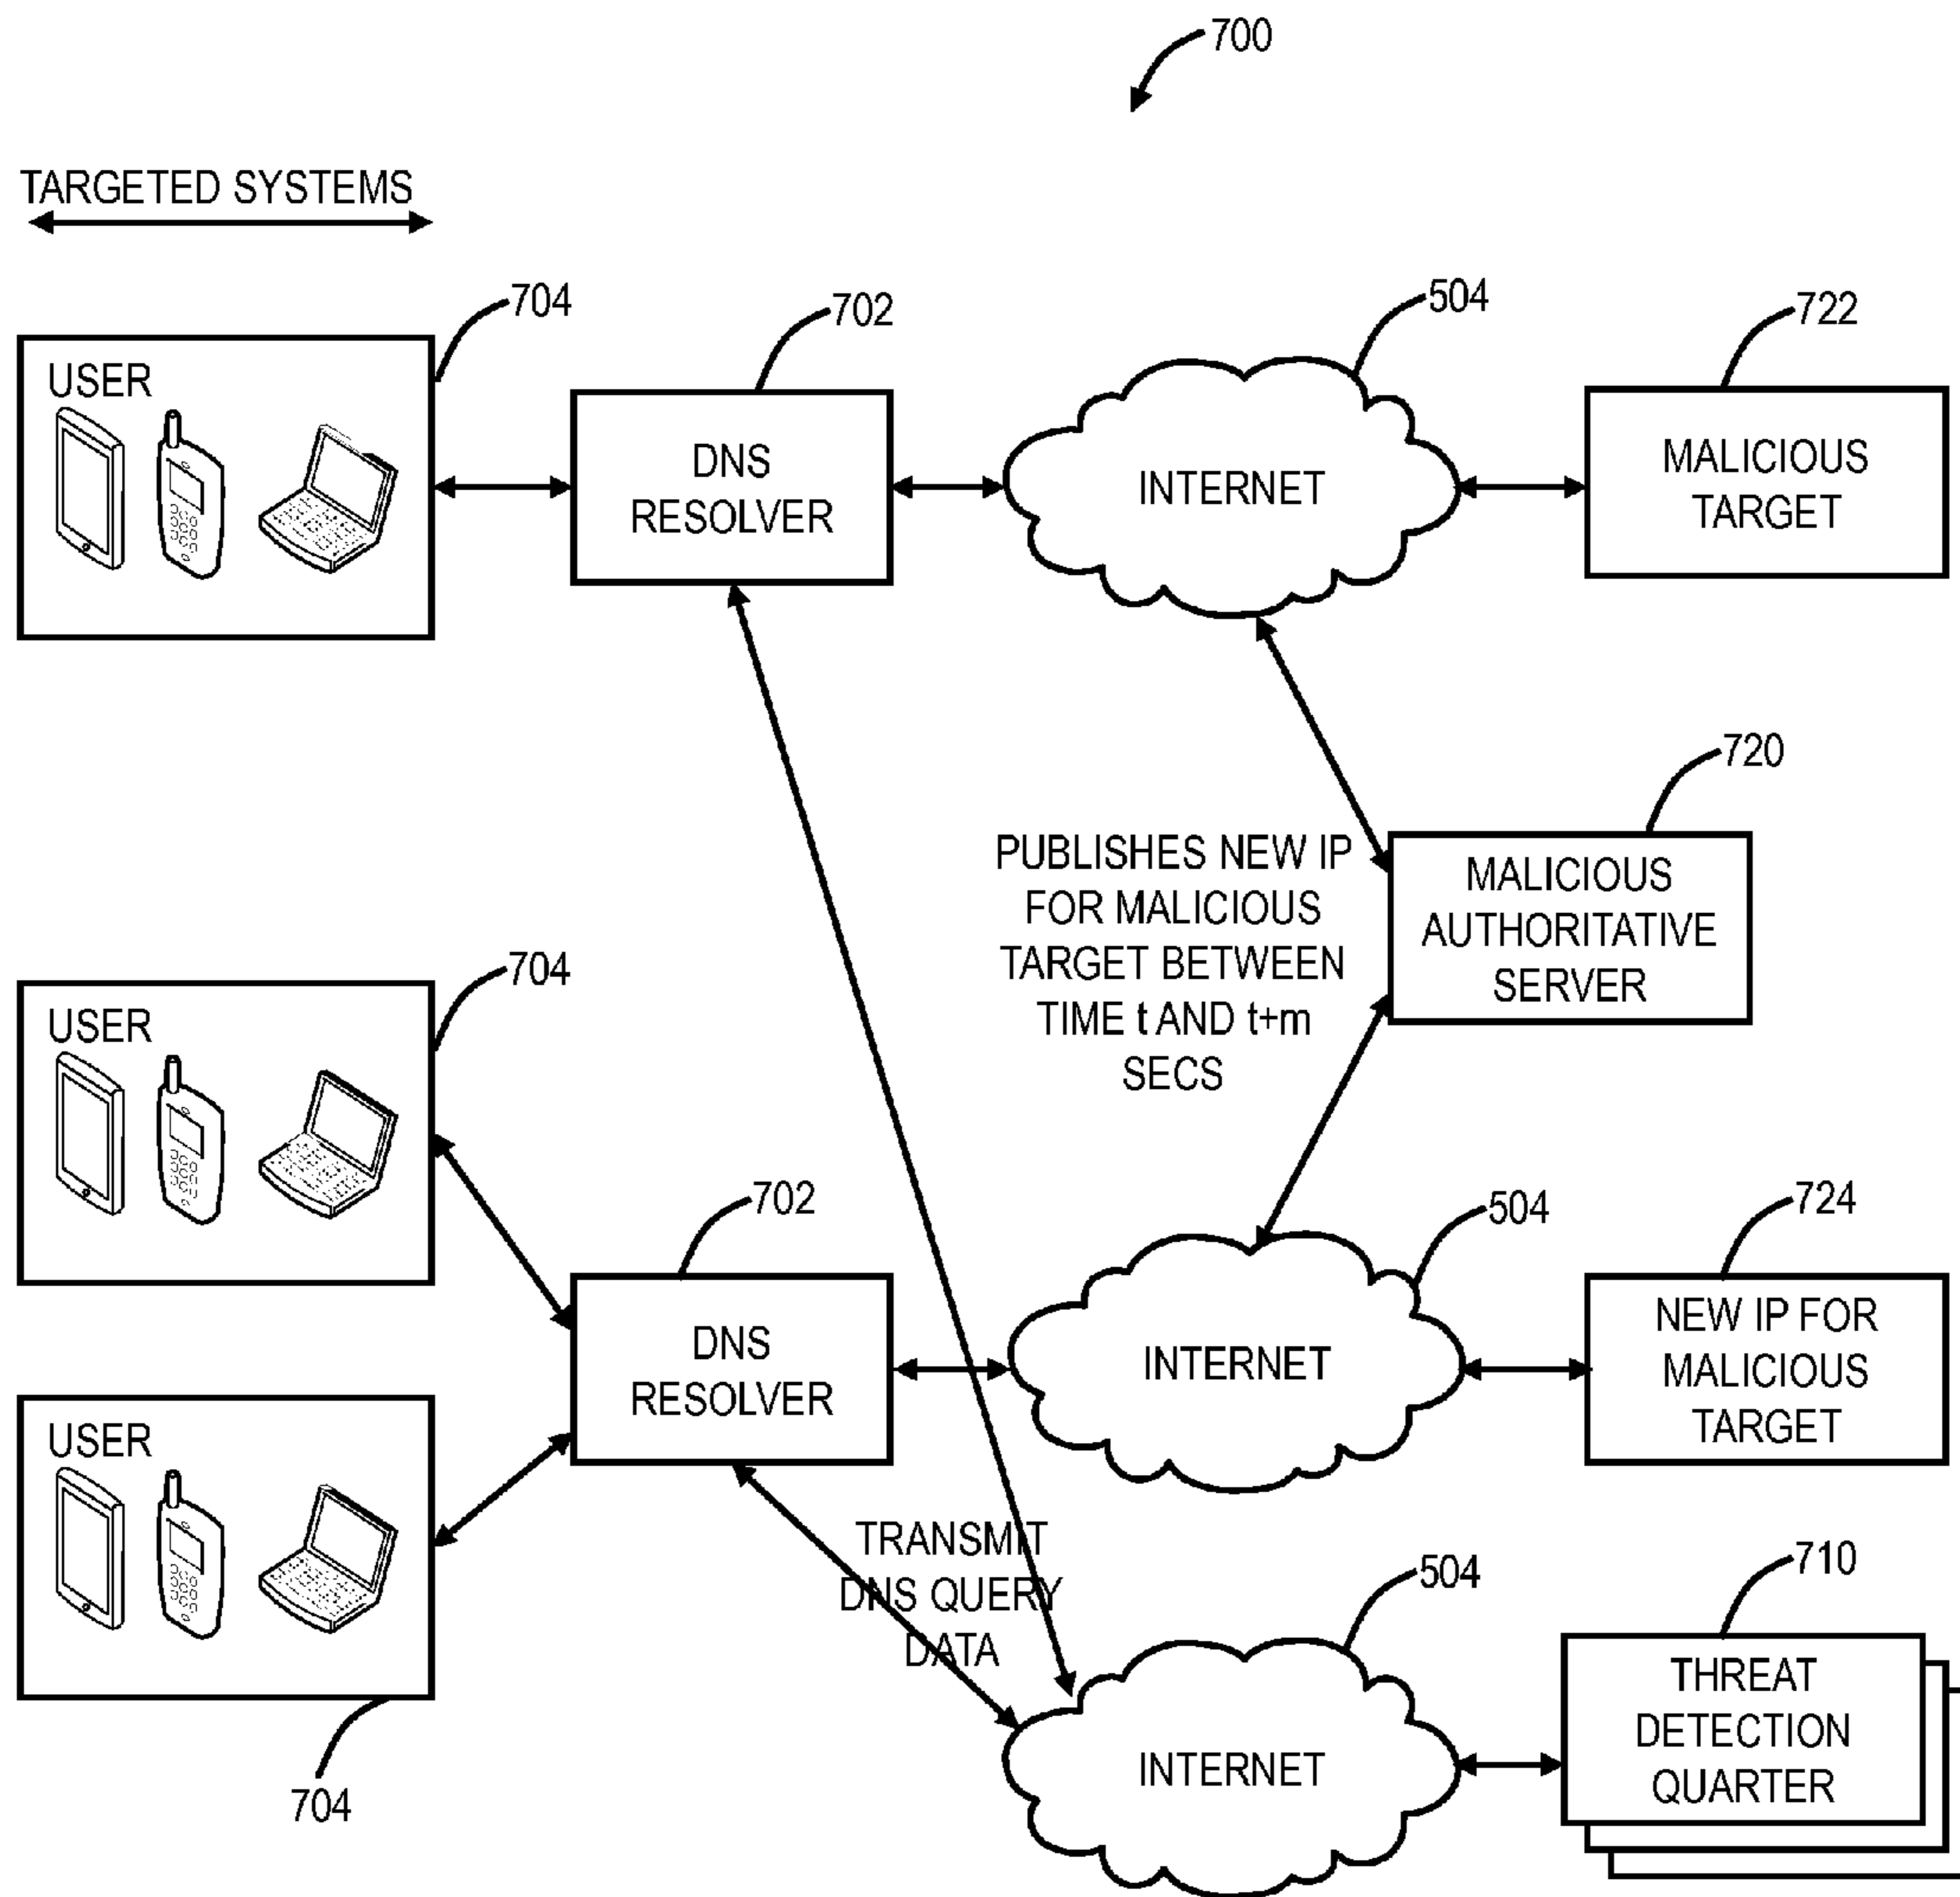 700
TARGETED SYSTEMS
704
702
504
722
USER
DNS
RESOLVER
INTERNET
MALICIOUS
TARGET
720
PUBLISHES NEW IP
FOR MALICIOUS
TARGET BETWEEN
TIME t AND t+m
SECS
MALICIOUS
AUTHORITATIVE
SERVER
704
USER
702
504
724
DNS
RESOLVER
INTERNET
NEW IP FOR
MALICIOUS
TARGET
USER
704
TRANSMIT
DNS QUERY
DATA
504
710
INTERNET
THREAT
DETECTION
QUARTER